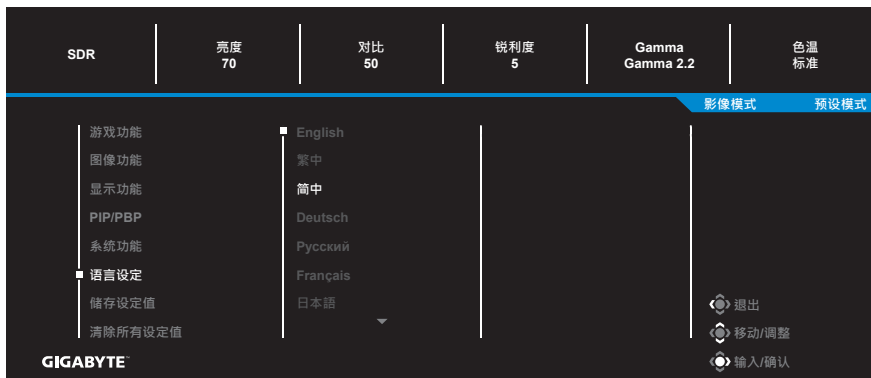 SDR
亮度
70
对比
50
锐利度
5
Gamma
Gamma 2.2
色温
标准
影像模式 预设模式
游戏功能
图像功能
显示功能
PIP/PBP
系统功能
语言设定
储存设定值
清除所有设定值
English
繁中
简中
Deutsch
Русский
Français
日本語
退出
移动/调整
输入/确认
GIGABYTE™